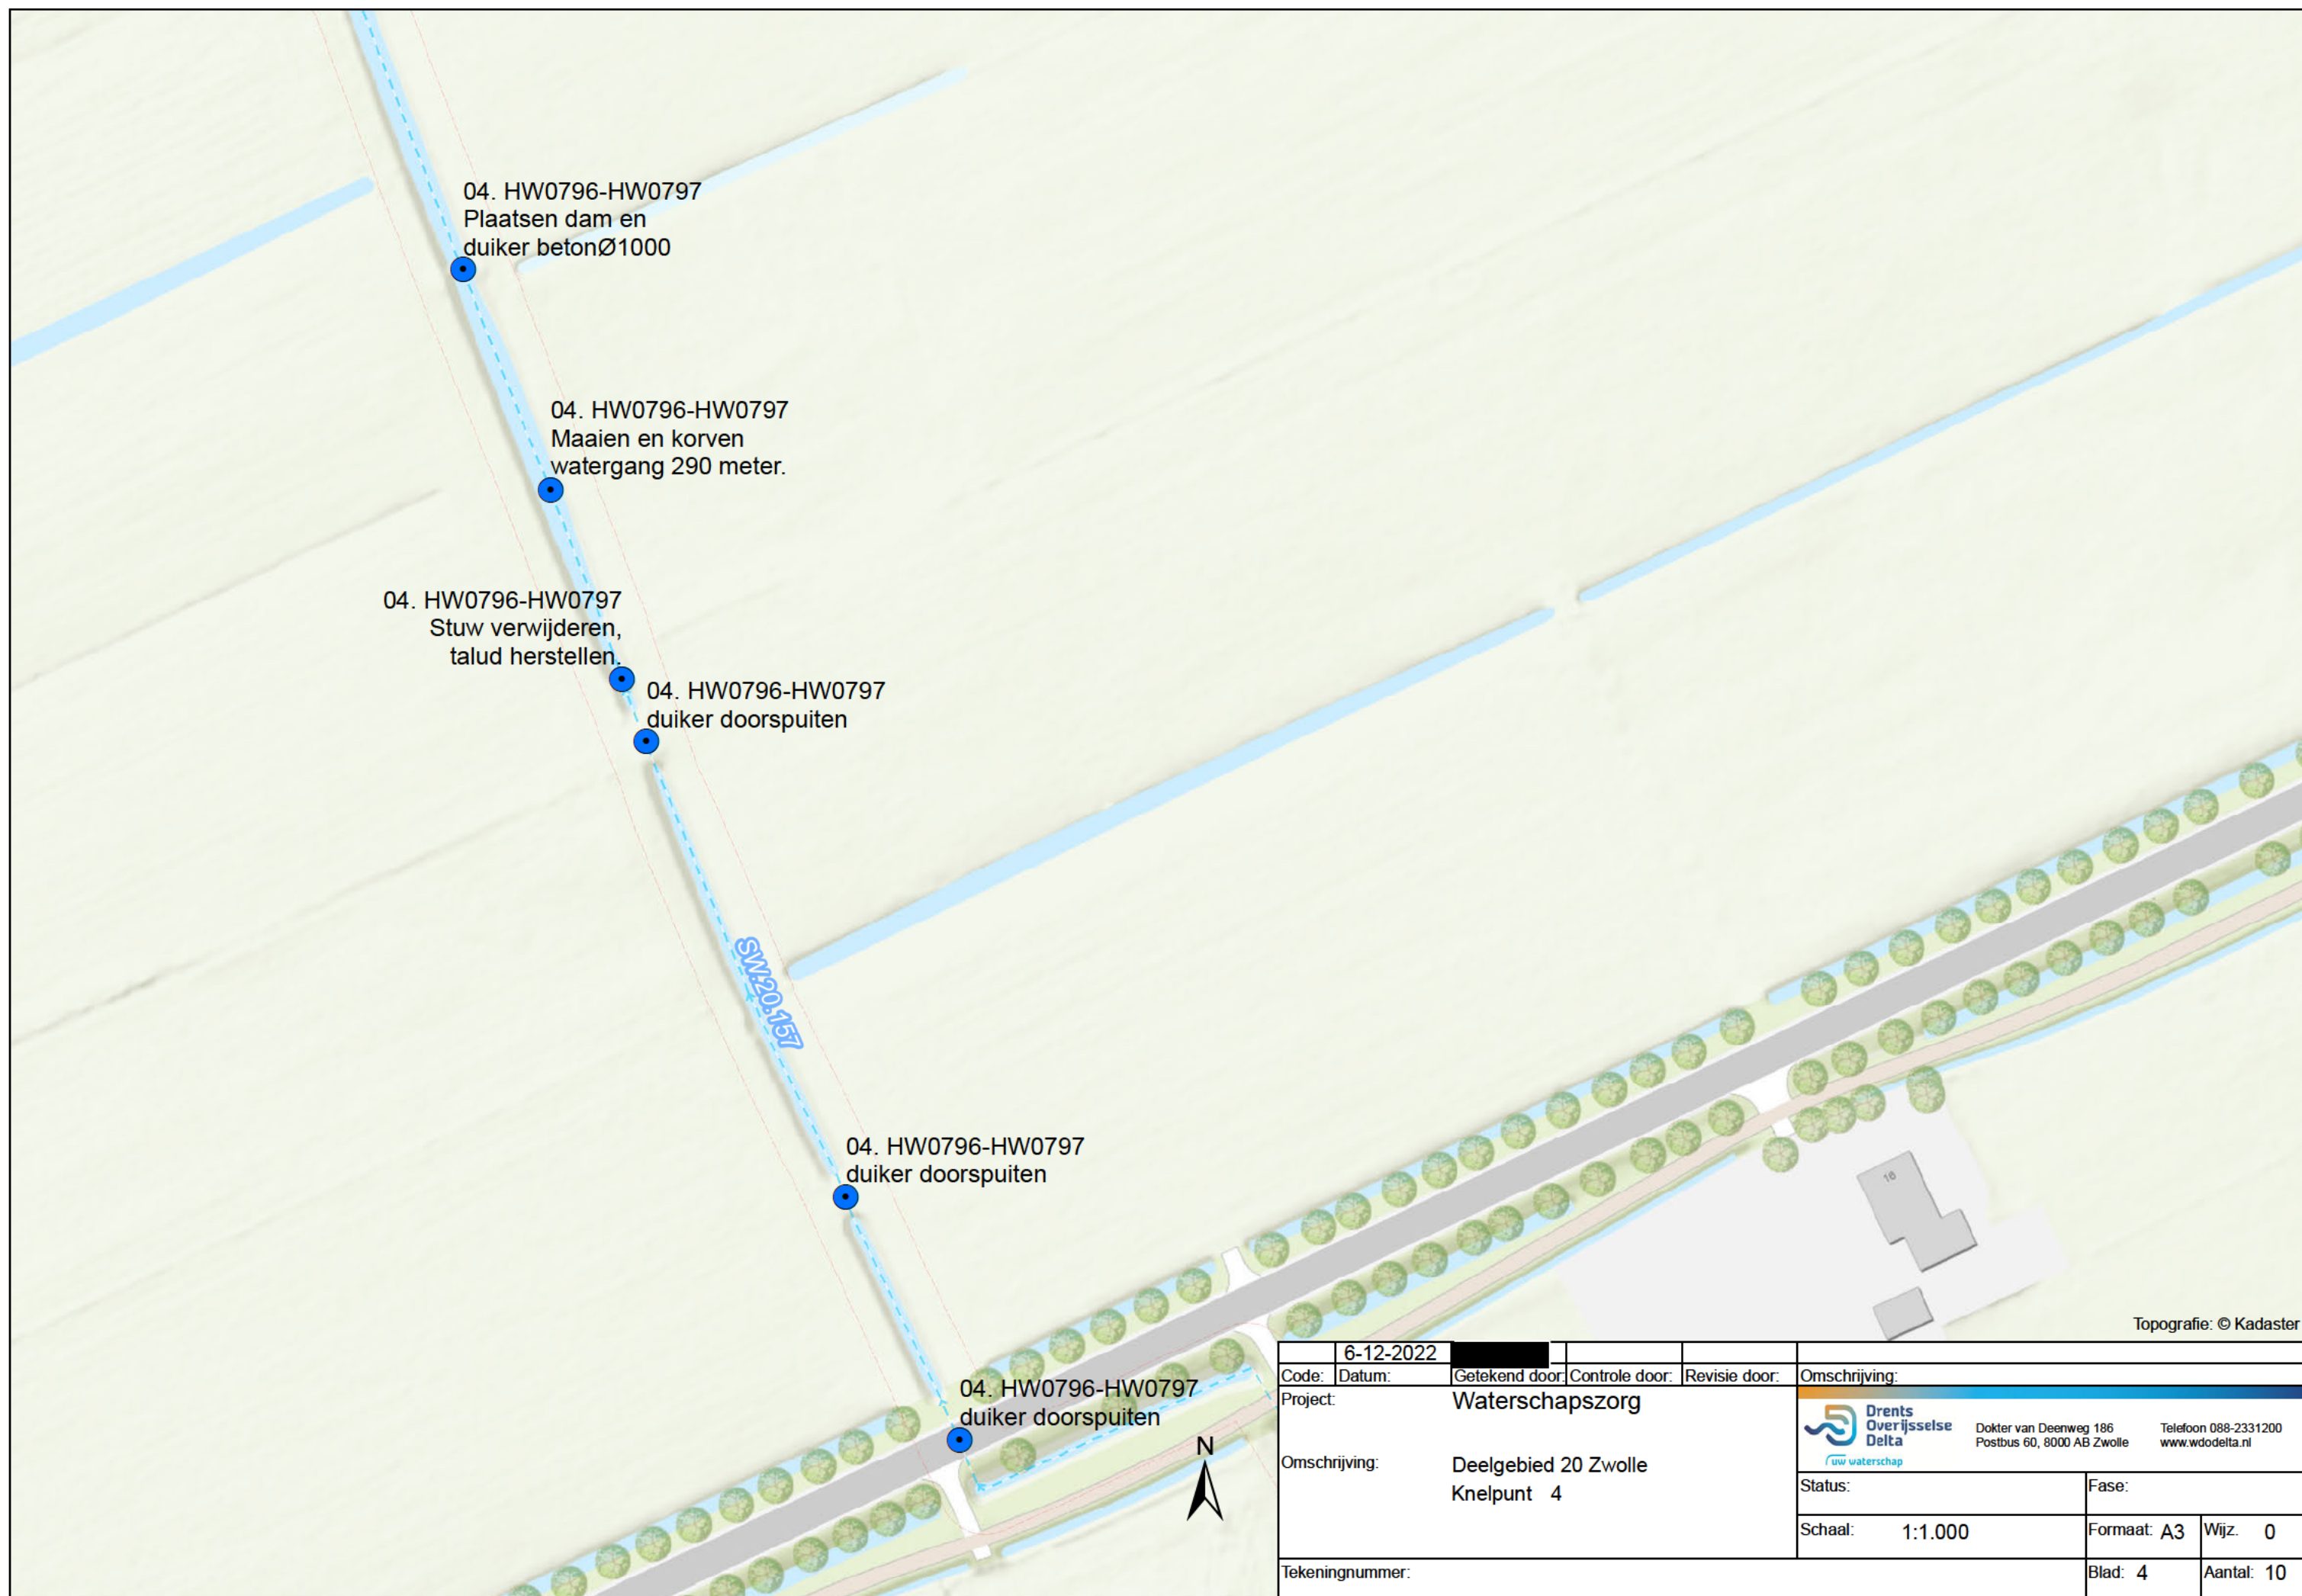 04. HW0796-HW0797
Plaatsen dam en
duiker betonØ1000
04. HW0796-HW0797
Maaien en korven
watergang 290 meter.
04. HW0796-HW0797
Stuw verwijderen,
talud herstellen.
04. HW0796-HW0797
duiker doorspuiten
SW.20.157
04. HW0796-HW0797
duiker doorspuiten
16
04. HW0796-HW0797
duiker doorspuiten
N
Topografie: © Kadaster
6-12-2022
Code: Datum: Getekend door: Controle door: Revisie door: Omschrijving:
Project: Waterschapszorg
Omschrijving: Deelgebied 20 Zwolle
Knelpunt 4
Drents
Overijsselse
Delta
uw waterschap
Dokter van Deenweg 186
Postbus 60, 8000 AB Zwolle
Telefoon 088-2331200
www.wdodelta.nl
Status: Fase:
Schaal: 1:1.000 Formaat: A3 Wijz. 0
Tekeningnummer: Blad: 4 Aantal: 10